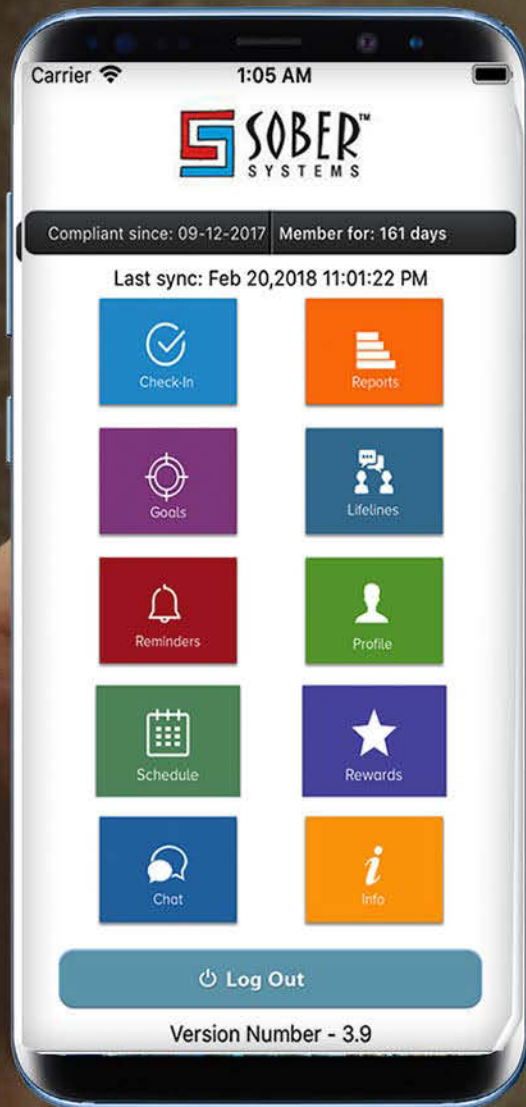 Carrier 1:05 AM
SOBER™
SYSTEMS
Compliant since: 09-12-2017 Member for: 161 days
Last sync: Feb 20,2018 11:01:22 PM
Check-In Reports
Goals Lifelines
Reminders Profile
Schedule Rewards
Chat Info
Log Out
Version Number - 3.9